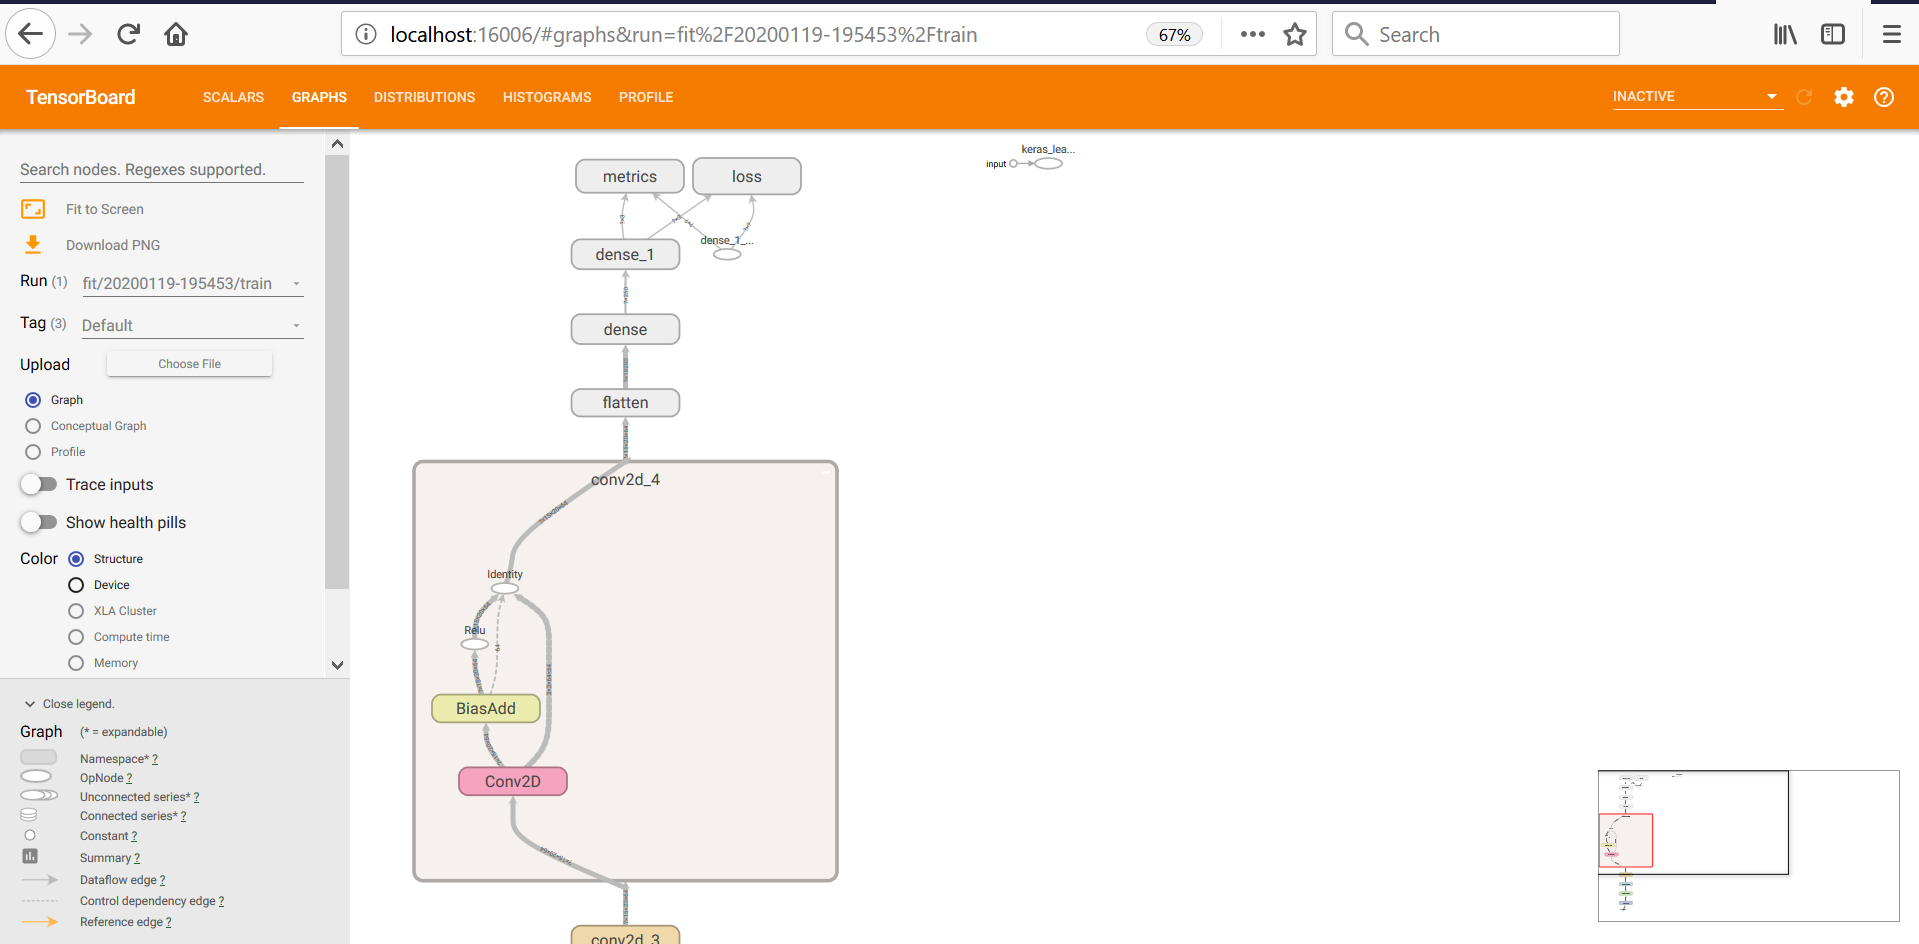 localhost:16006/#graphs&run=fit%2F20200119-195453%2Ftrain
67%
Search
TensorBoard
SCALARS
GRAPHS
DISTRIBUTIONS
HISTOGRAMS
PROFILE
INACTIVE
Search nodes. Regexes supported.
Fit to Screen
Download PNG
Run (1) fit/20200119-195453/train
Tag (3) Default
Upload Choose File
Graph
Conceptual Graph
Profile
Trace inputs
Show health pills
Color Structure
Device
XLA Cluster
Compute time
Memory
Close legend.
Graph (* = expandable)
Namespace* ?
OpNode ?
Unconnected series* ?
Connected series* ?
Constant ?
Summary ?
Dataflow edge ?
Control dependency edge ?
Reference edge ?
metrics
loss
keras_lea...
input
dense_1
dense_1_...
dense
flatten
conv2d_4
Identity
Relu
64
BiasAdd
Conv2D
conv2d_3